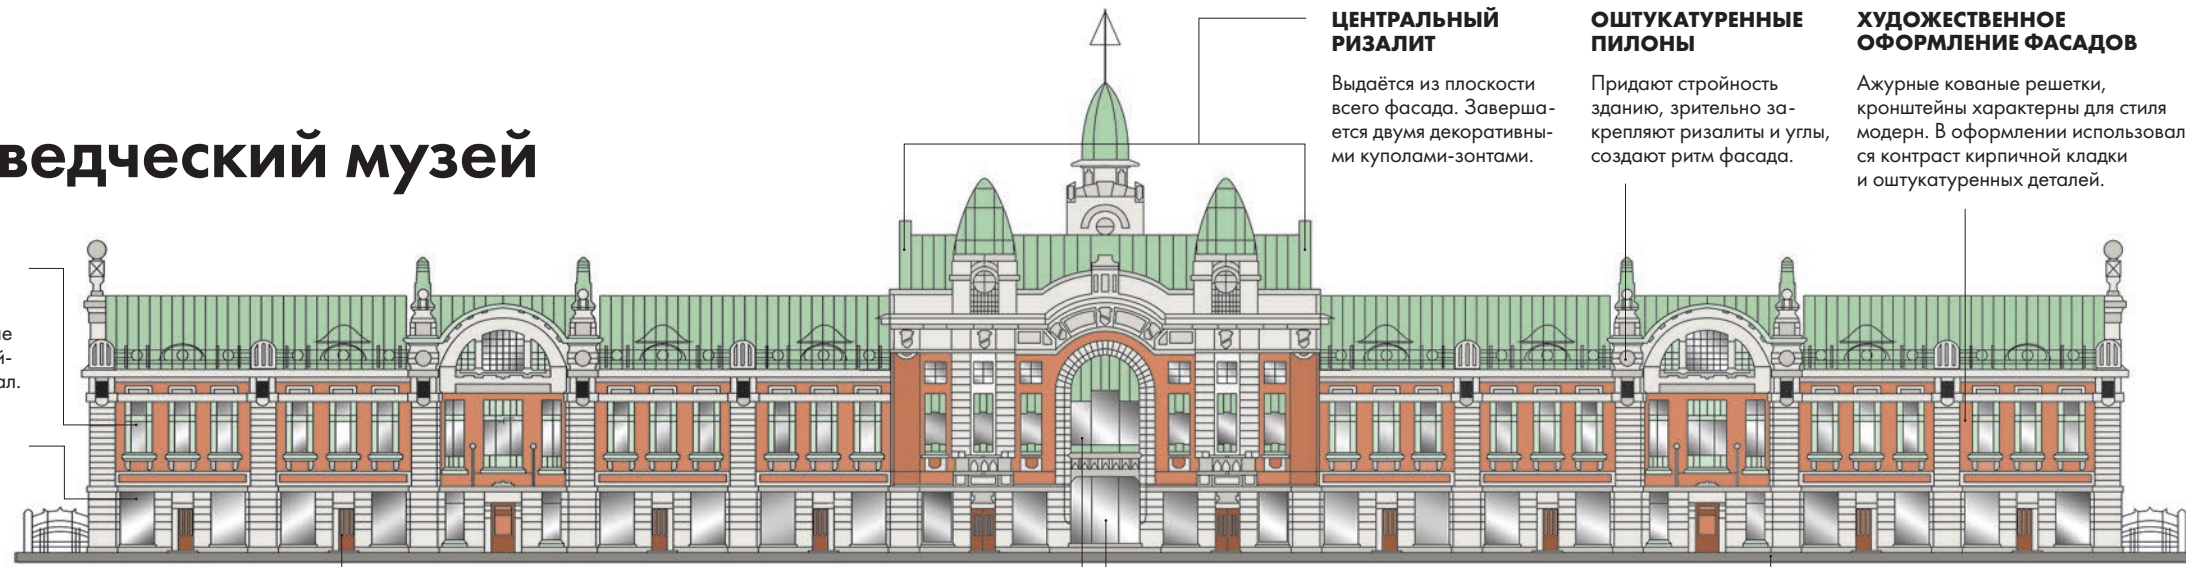 ведческий музей
ЦЕНТРАЛЬНЫЙ
РИЗАЛИТ
Выдаётся из плоскости
всего фасада. Заверша-
ется двумя декоративны-
ми куполами-зонтами.
ОШТУКАТУРЕННЫЕ
ПИЛОНЫ
Придают стройность
зданию, зрительно за-
крепляют ризалиты и углы,
создают ритм фасада.
ХУДОЖЕСТВЕННОЕ
ОФОРМЛЕНИЕ ФАСАДОВ
Ажурные кованые решетки,
кронштейны характерны для стиля
модерн. В оформлении использовал
ся контраст кирпичной кладки
и оштукатуренных деталей.
е
й-
ал.